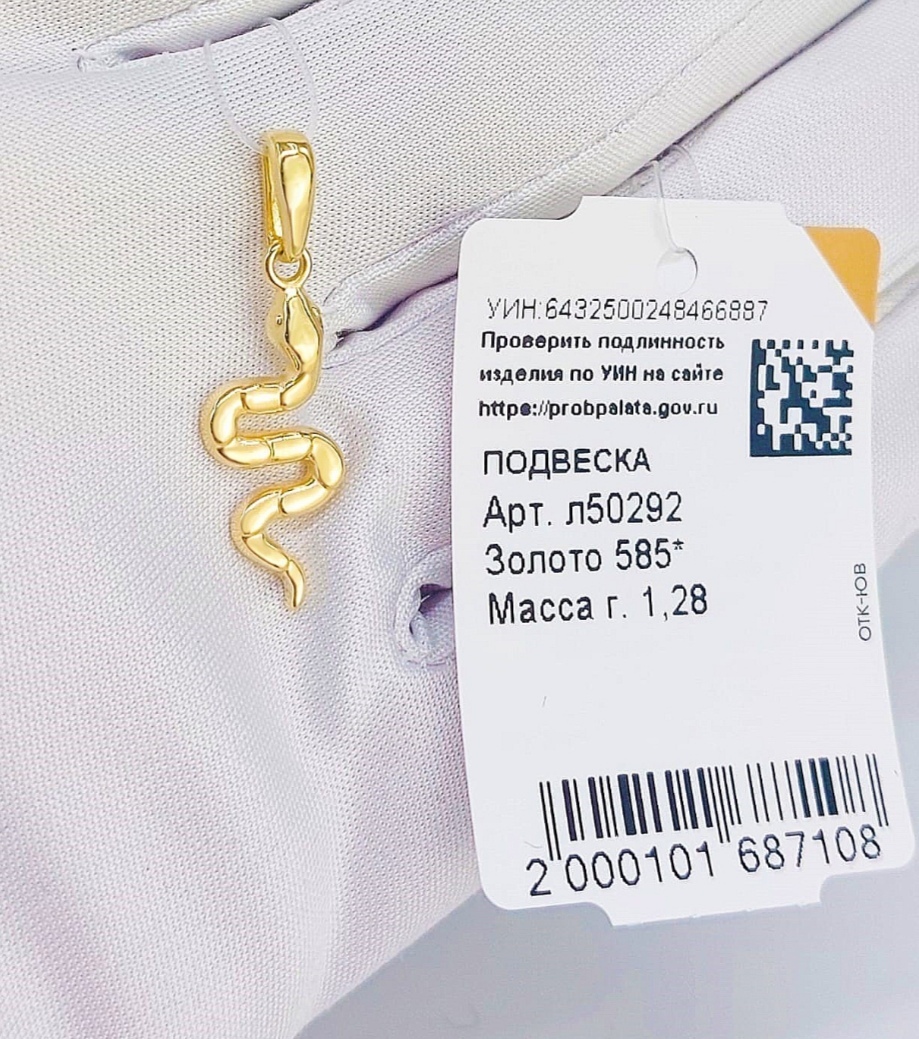 УИН:6432500248466887
Проверить подлинность
изделия по УИН на сайте
https://probpalata.gov.ru
ПОДВЕСКА
Арт. л50292
Золото 585*
Масса г. 1,28
ОТК-ЮВ
2 000101 687108